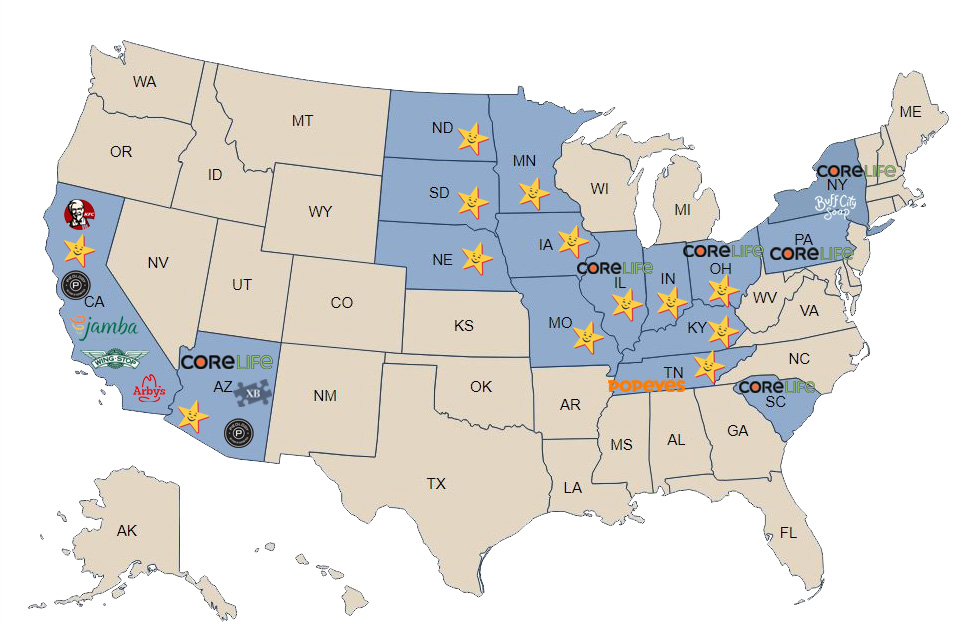 WA
MT
ND
ME
OR
ID
MN
WI
MI
CORELIFE
NY
BUFF CITY
SOAP
SD
WY
KFC
NV
UT
CO
NE
IA
CORELIFE
IL
IN
CORELIFE
OH
PA
CORELIFE
P
CA
jamba
WING·STOP
Arby's
KS
MO
KY
WV
VA
CORELIFE
AZ
XB
P
NM
OK
AR
TN
POPEYES
NC
CORELIFE
SC
MS
AL
GA
TX
LA
FL
AK